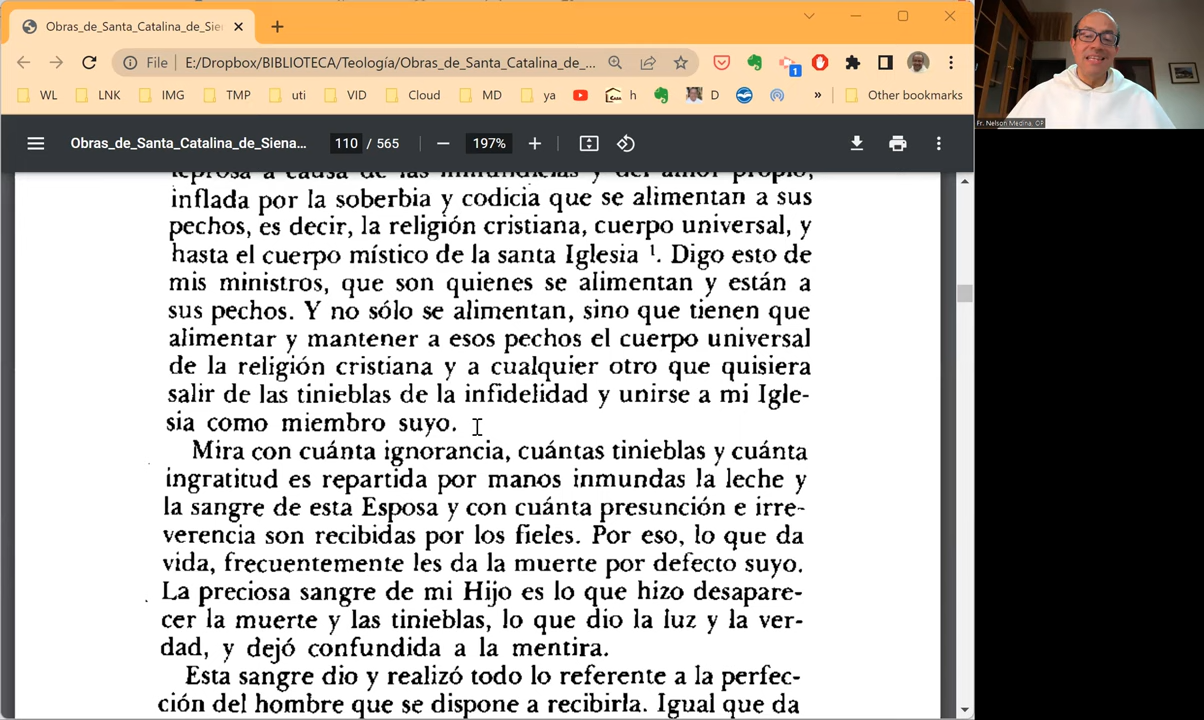 Obras_de_Santa_Catalina_de_Sie
File
E:/Dropbox/BIBLIOTECA/Teología/Obras_de_Santa_Catalina_de_...
1
WL
LNK
IMG
TMP
uti
VID
Cloud
MD
ya
h
D
»
Other bookmarks
Obras_de_Santa_Catalina_de_Siena...
110 / 565
197%
Fr. Nelson Medina, OP
leprosa a causa de las inmundicias y del amor propio,
inflada por la soberbia y codicia que se alimentan a sus
pechos, es decir, la religión cristiana, cuerpo universal, y
hasta el cuerpo místico de la santa Iglesia ¹. Digo esto de
mis ministros, que son quienes se alimentan y están a
sus pechos. Y no sólo se alimentan, sino que tienen que
alimentar y mantener a esos pechos el cuerpo universal
de la religión cristiana y a cualquier otro que quisiera
salir de las tinieblas de la infidelidad y unirse a mi Igle-
sia como miembro suyo.
Mira con cuánta ignorancia, cuántas tinieblas y cuánta
ingratitud es repartida por manos inmundas la leche y
la sangre de esta Esposa y con cuánta presunción e irre-
verencia son recibidas por los fieles. Por eso, lo que da
vida, frecuentemente les da la muerte por defecto suyo.
La preciosa sangre de mi Hijo es lo que hizo desapare-
cer la muerte y las tinieblas, lo que dio la luz y la ver-
dad, y dejó confundida a la mentira.
Esta sangre dio y realizó todo lo referente a la perfec-
ción del hombre que se dispone a recibirla. Igual que da